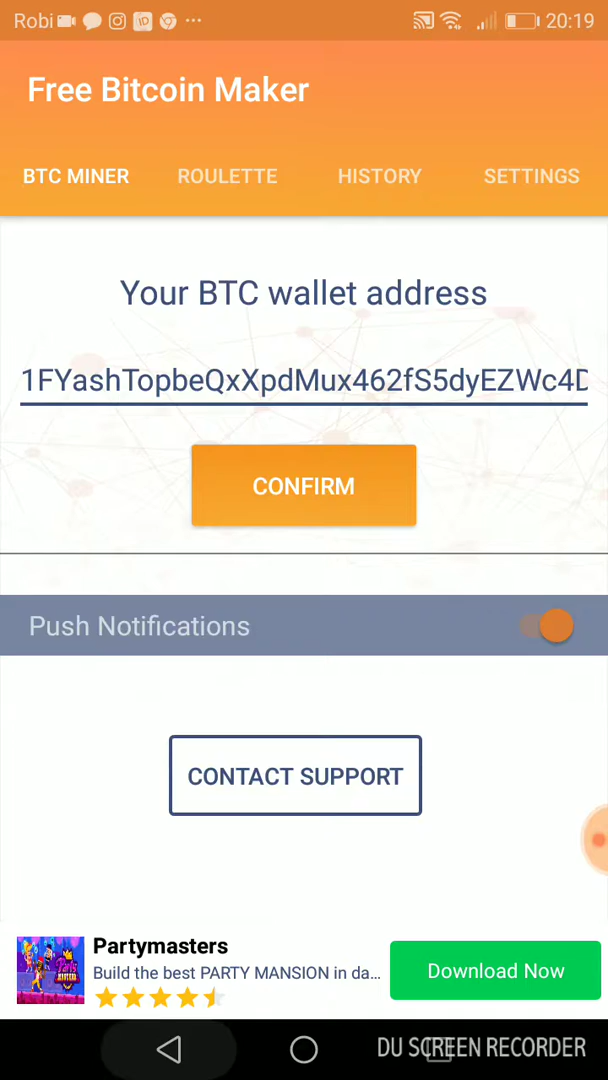 Robi 20:19
Free Bitcoin Maker
BTC MINER ROULETTE HISTORY SETTINGS
Your BTC wallet address
1FYashTopbeQxXpdMux462fS5dyEZWc4D
CONFIRM
Push Notifications
CONTACT SUPPORT
Partymasters
Build the best PARTY MANSION in da...
Download Now
DU SCREEN RECORDER